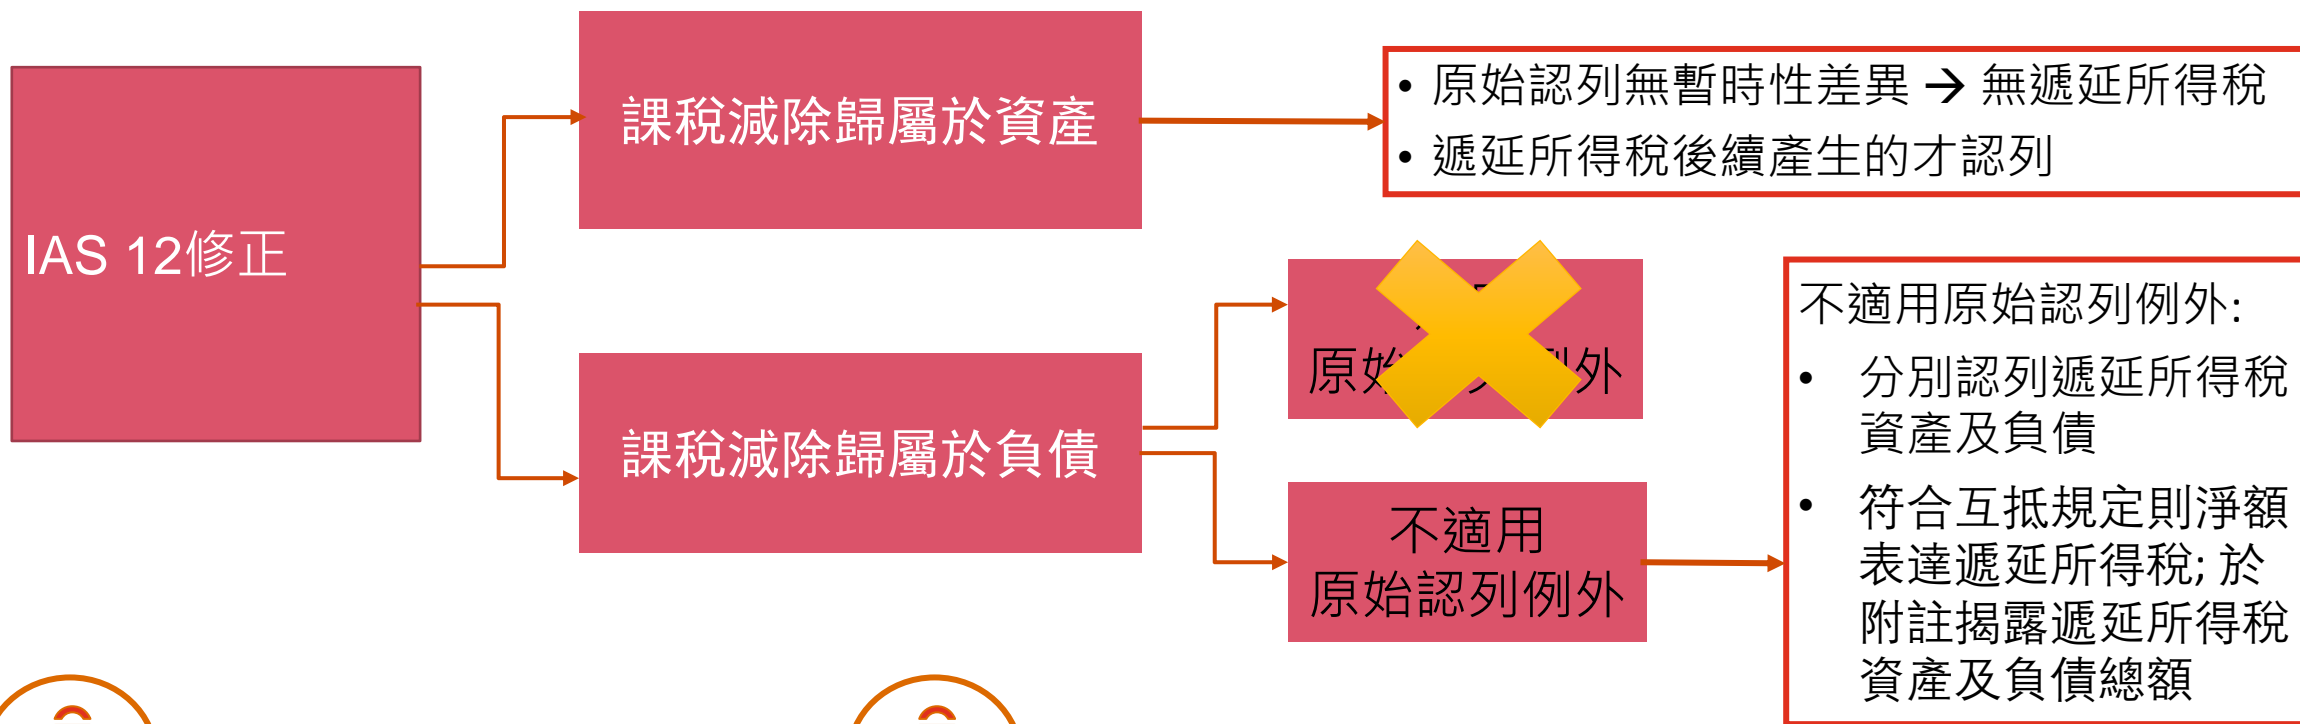 IAS 12修正
課稅減除歸屬於資產
• 原始認列無暫時性差異 → 無遞延所得稅
• 遞延所得稅後續產生的才認列
課稅減除歸屬於負債
原始
例外
不適用
原始認列例外
不適用原始認列例外:
• 分別認列遞延所得稅
資產及負債
• 符合互抵規定則淨額
表達遞延所得稅; 於
附註揭露遞延所得稅
資產及負債總額